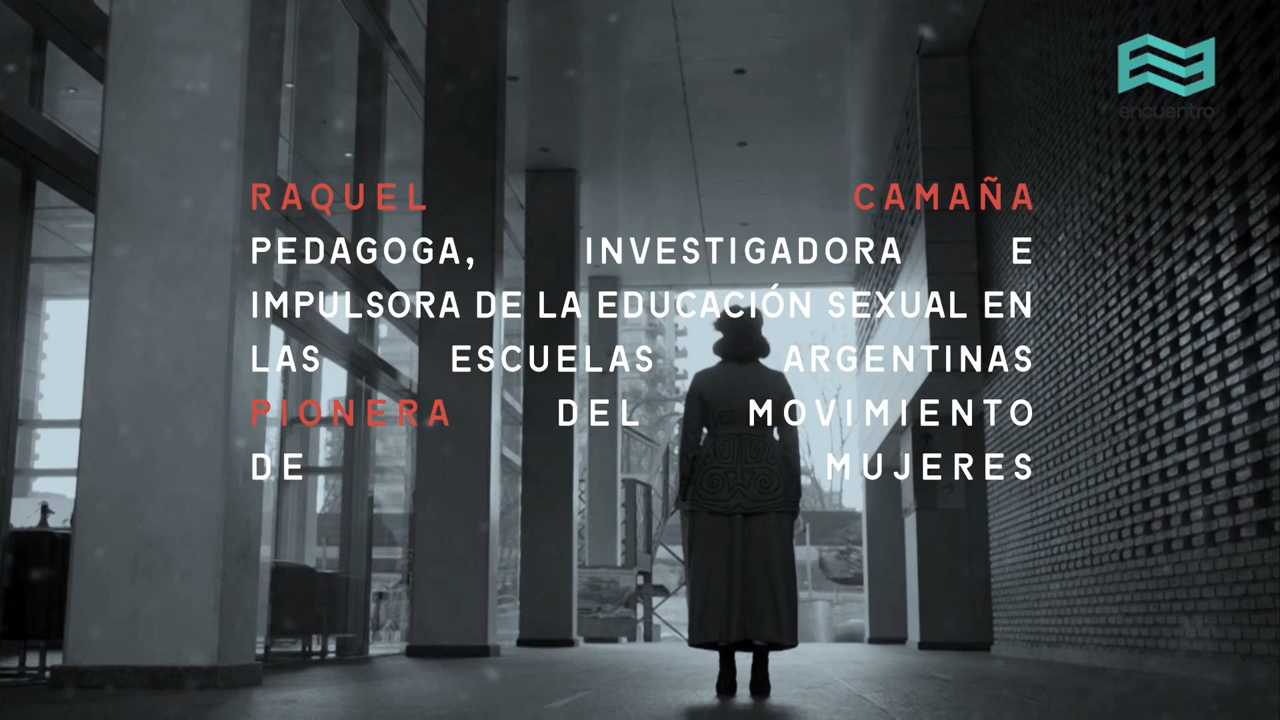 encuentro
RAQUEL CAMAÑA
PEDAGOGA, INVESTIGADORA E
IMPULSORA DE LA EDUCACIÓN SEXUAL EN
LAS ESCUELAS ARGENTINAS
PIONERA DEL MOVIMIENTO
DE MUJERES